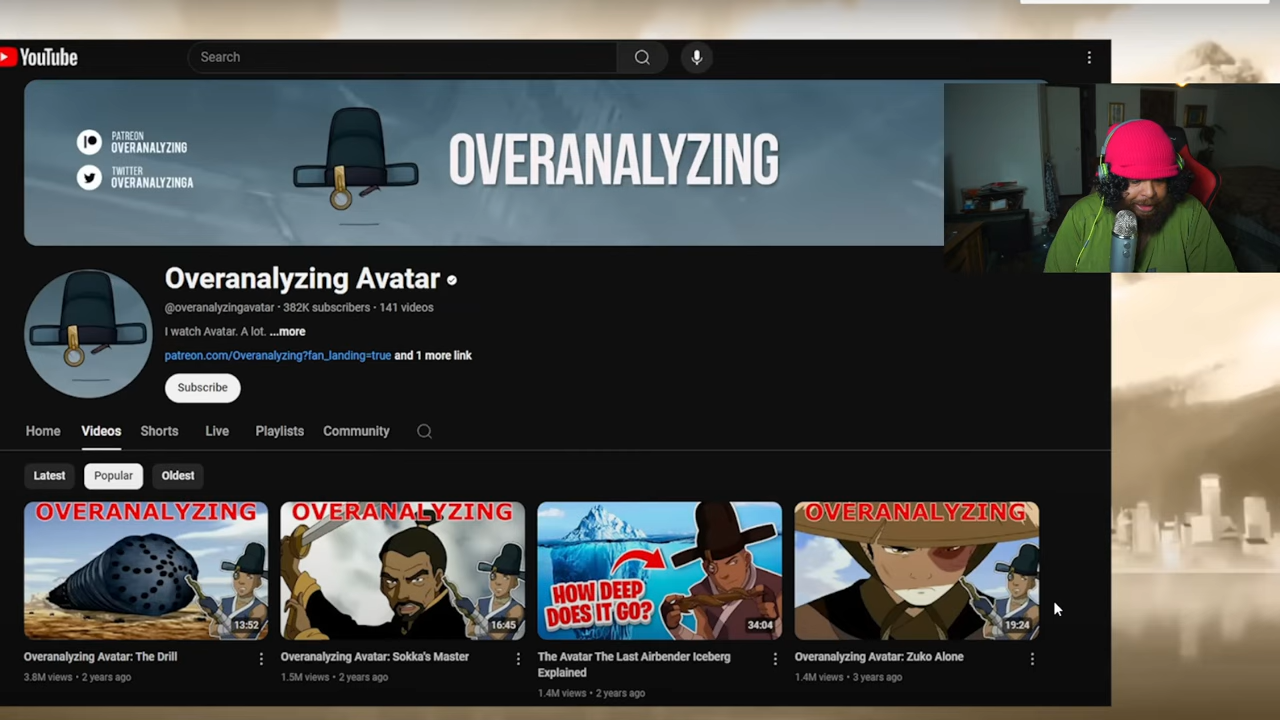 YouTube
Search
PATREON
OVERANALYZING
TWITTER
OVERANALYZINGA
OVERANALYZING
Overanalyzing Avatar
@overanalyzingavatar · 382K subscribers · 141 videos
I watch Avatar. A lot. ...more
patreon.com/Overanalyzing?fan_landing=true and 1 more link
Subscribe
Home Videos Shorts Live Playlists Community
Latest Popular Oldest
OVERANALYZING
13:52
OVERANALYZING
16:45
HOW DEEP
DOES IT GO?
34:04
OVERANALYZING
19:24
Overanalyzing Avatar: The Drill
3.8M views · 2 years ago
Overanalyzing Avatar: Sokka's Master
1.5M views · 2 years ago
The Avatar The Last Airbender Iceberg
Explained
1.4M views · 2 years ago
Overanalyzing Avatar: Zuko Alone
1.4M views · 3 years ago